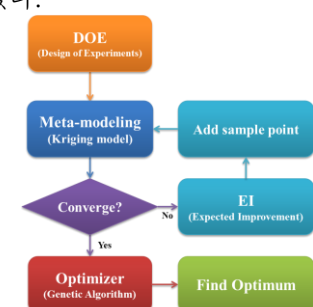 DOE
(Design of Experiments)
Meta-modeling
(Kriging model)
Add sample point
Converge?
No
EI
(Expected Improvement)
Yes
Optimizer
(Genetic Algorithm)
Find Optimum